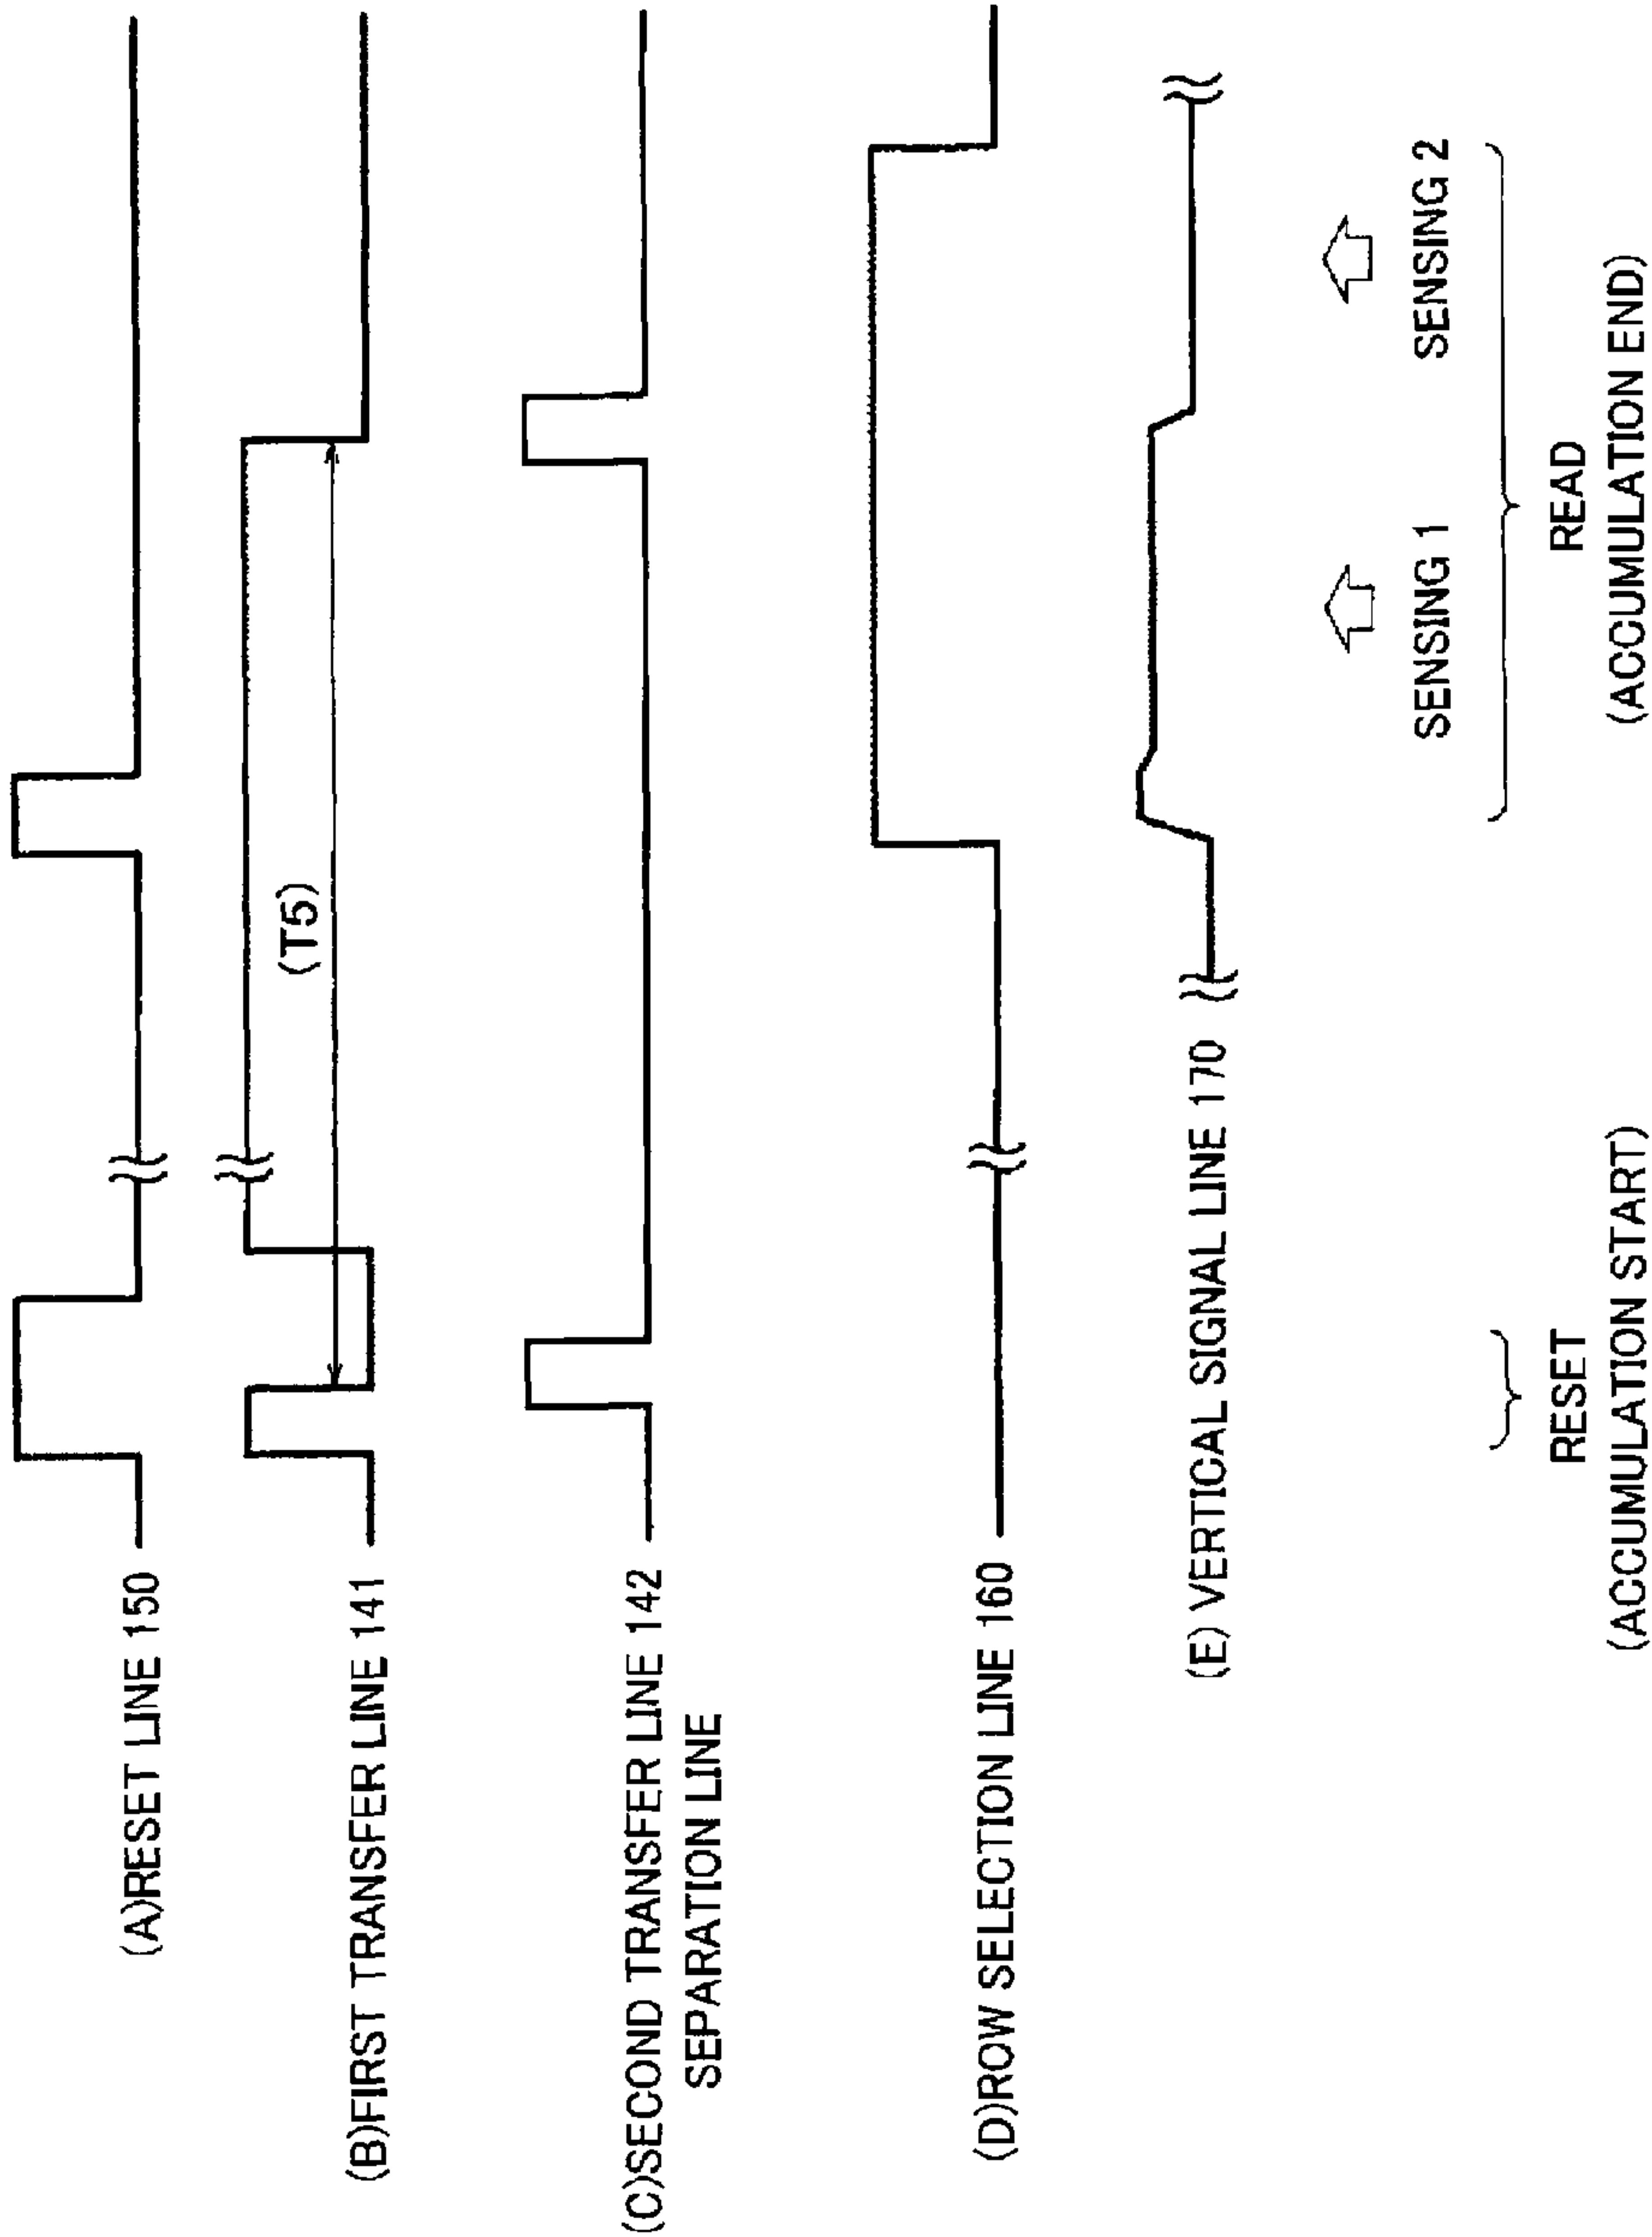 (A)RESET LINE 150
(B)FIRST TRANSFER LINE 141
(T5)
(C)SECOND TRANSFER LINE 142
SEPARATION LINE
(D)ROW SELECTION LINE 160
(E) VERTICAL SIGNAL LINE 170
SENSING 1
SENSING 2
RESET
(ACCUMULATION START)
READ
(ACCUMULATION END)